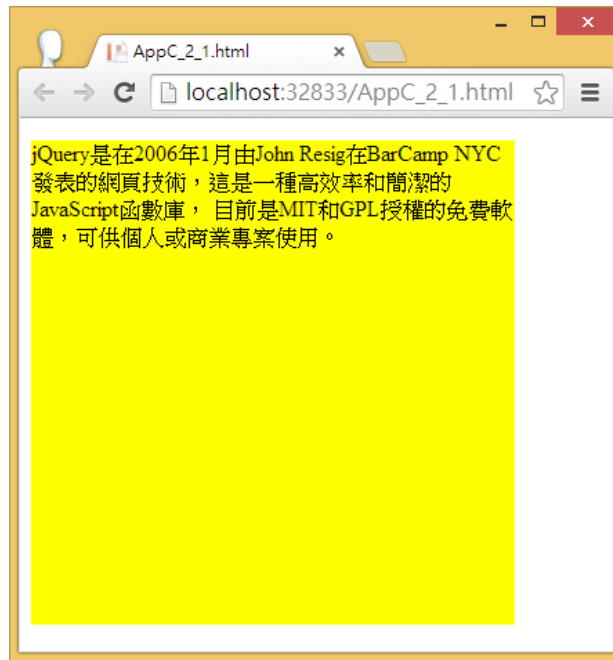 AppC_2_1.html
localhost:32833/AppC_2_1.html
jQuery是在2006年1月由John Resig在BarCamp NYC
發表的網頁技術，這是一種高效率和簡潔的
JavaScript函數庫， 目前是MIT和GPL授權的免費軟
體，可供個人或商業專案使用。